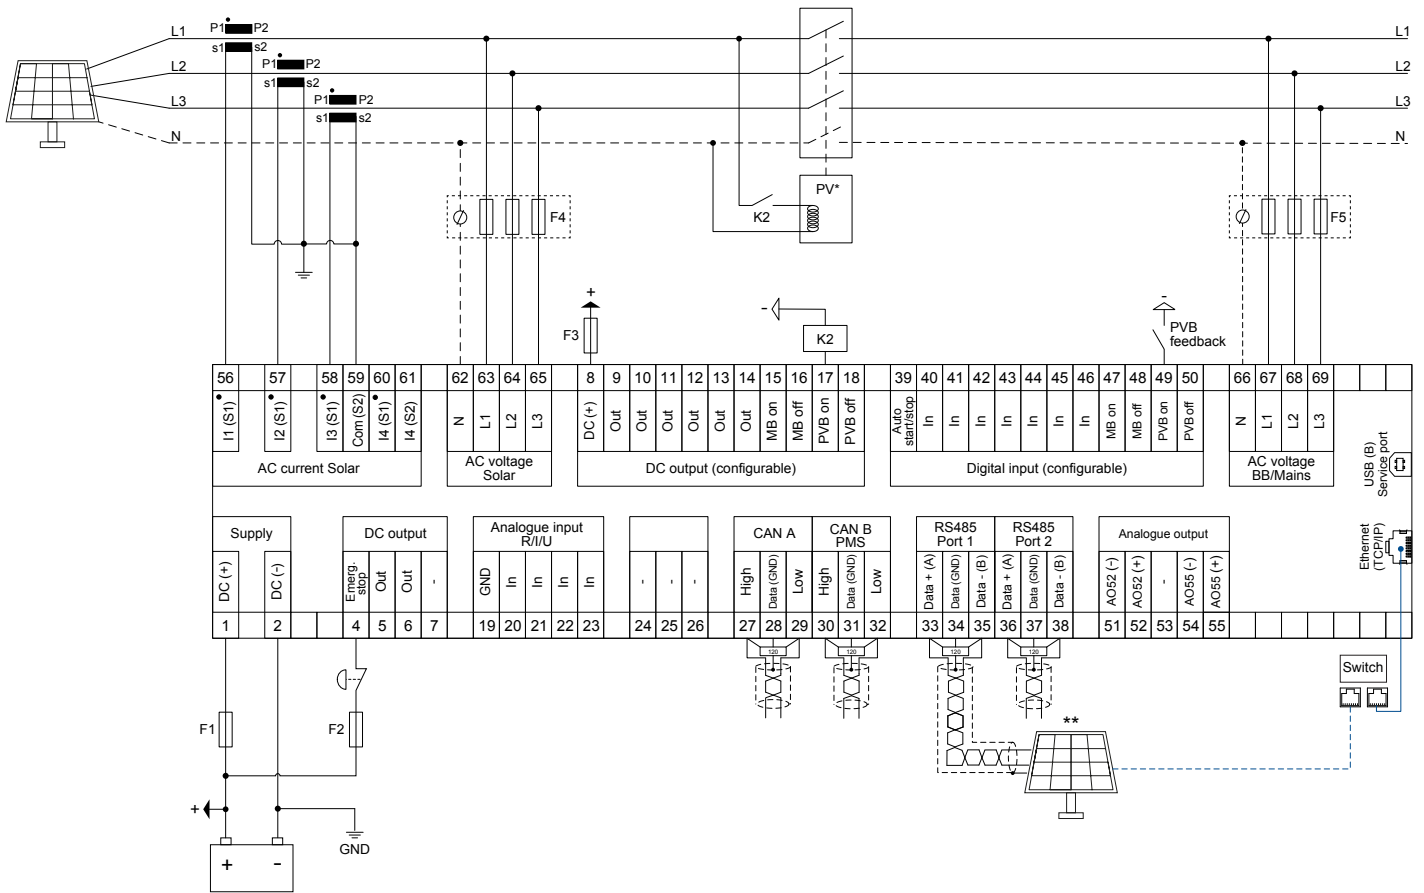 P1 P2
L1 L1
s1 s2
P1 P2
L2 L2
s1 s2
P1 P2
L3 L3
s1 s2
N N
PV*
K2
F4 F5
+
F3
-
K2
-
PVB
feedback
56 57 58 59 60 61 62 63 64 65 8 9 10 11 12 13 14 15 16 17 18 39 40 41 42 43 44 45 46 47 48 49 50 66 67 68 69
I1 (S1)
I2 (S1)
I3 (S1)
Com (S2)
I4 (S1)
I4 (S2)
AC current Solar
N
L1
L2
L3
AC voltage
Solar
DC (+)
Out
Out
Out
Out
Out
Out
MB on
MB off
PVB on
PVB off
DC output (configurable)
Auto
start/stop
In
In
In
In
In
In
In
MB on
MB off
PVB on
PVB off
Digital input (configurable)
N
L1
L2
L3
AC voltage
BB/Mains
USB (B)
Service port
Ethernet
(TCP/IP)
Supply
DC (+)
DC (-)
DC output
Emerg.
stop
Out
Out
-
Analogue input
R/I/U
GND
In
In
In
In
-
-
-
CAN A
High
Data (GND)
Low
CAN B
PMS
High
Data (GND)
Low
RS485
Port 1
Data + (A)
Data (GND)
Data - (B)
RS485
Port 2
Data + (A)
Data (GND)
Data - (B)
Analogue output
AO52 (-)
AO52 (+)
-
AO55 (-)
AO55 (+)
1 2 4 5 6 7 19 20 21 22 23 24 25 26 27 28 29 30 31 32 33 34 35 36 37 38 51 52 53 54 55
120 120 120 120
Switch
F1 F2
**
+
GND
+ -